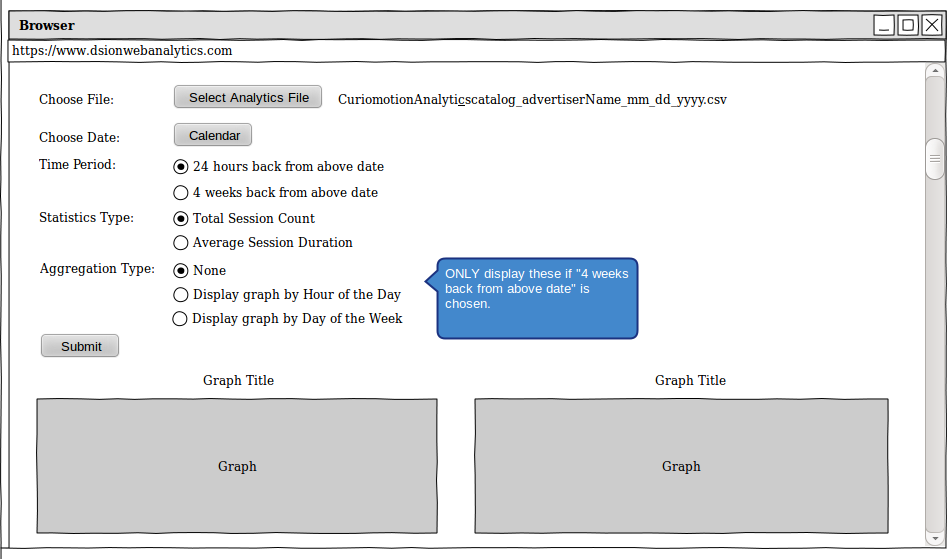 Browser
https://www.dsionwebanalytics.com
Choose File: Select Analytics File CuriomotionAnalyticscatalog_advertiserName_mm_dd_yyyy.csv
Choose Date: Calendar
Time Period: 24 hours back from above date
4 weeks back from above date
Statistics Type: Total Session Count
Average Session Duration
Aggregation Type: None
Display graph by Hour of the Day
Display graph by Day of the Week
ONLY display these if "4 weeks
back from above date" is
chosen.
Submit
Graph Title Graph Title
Graph Graph